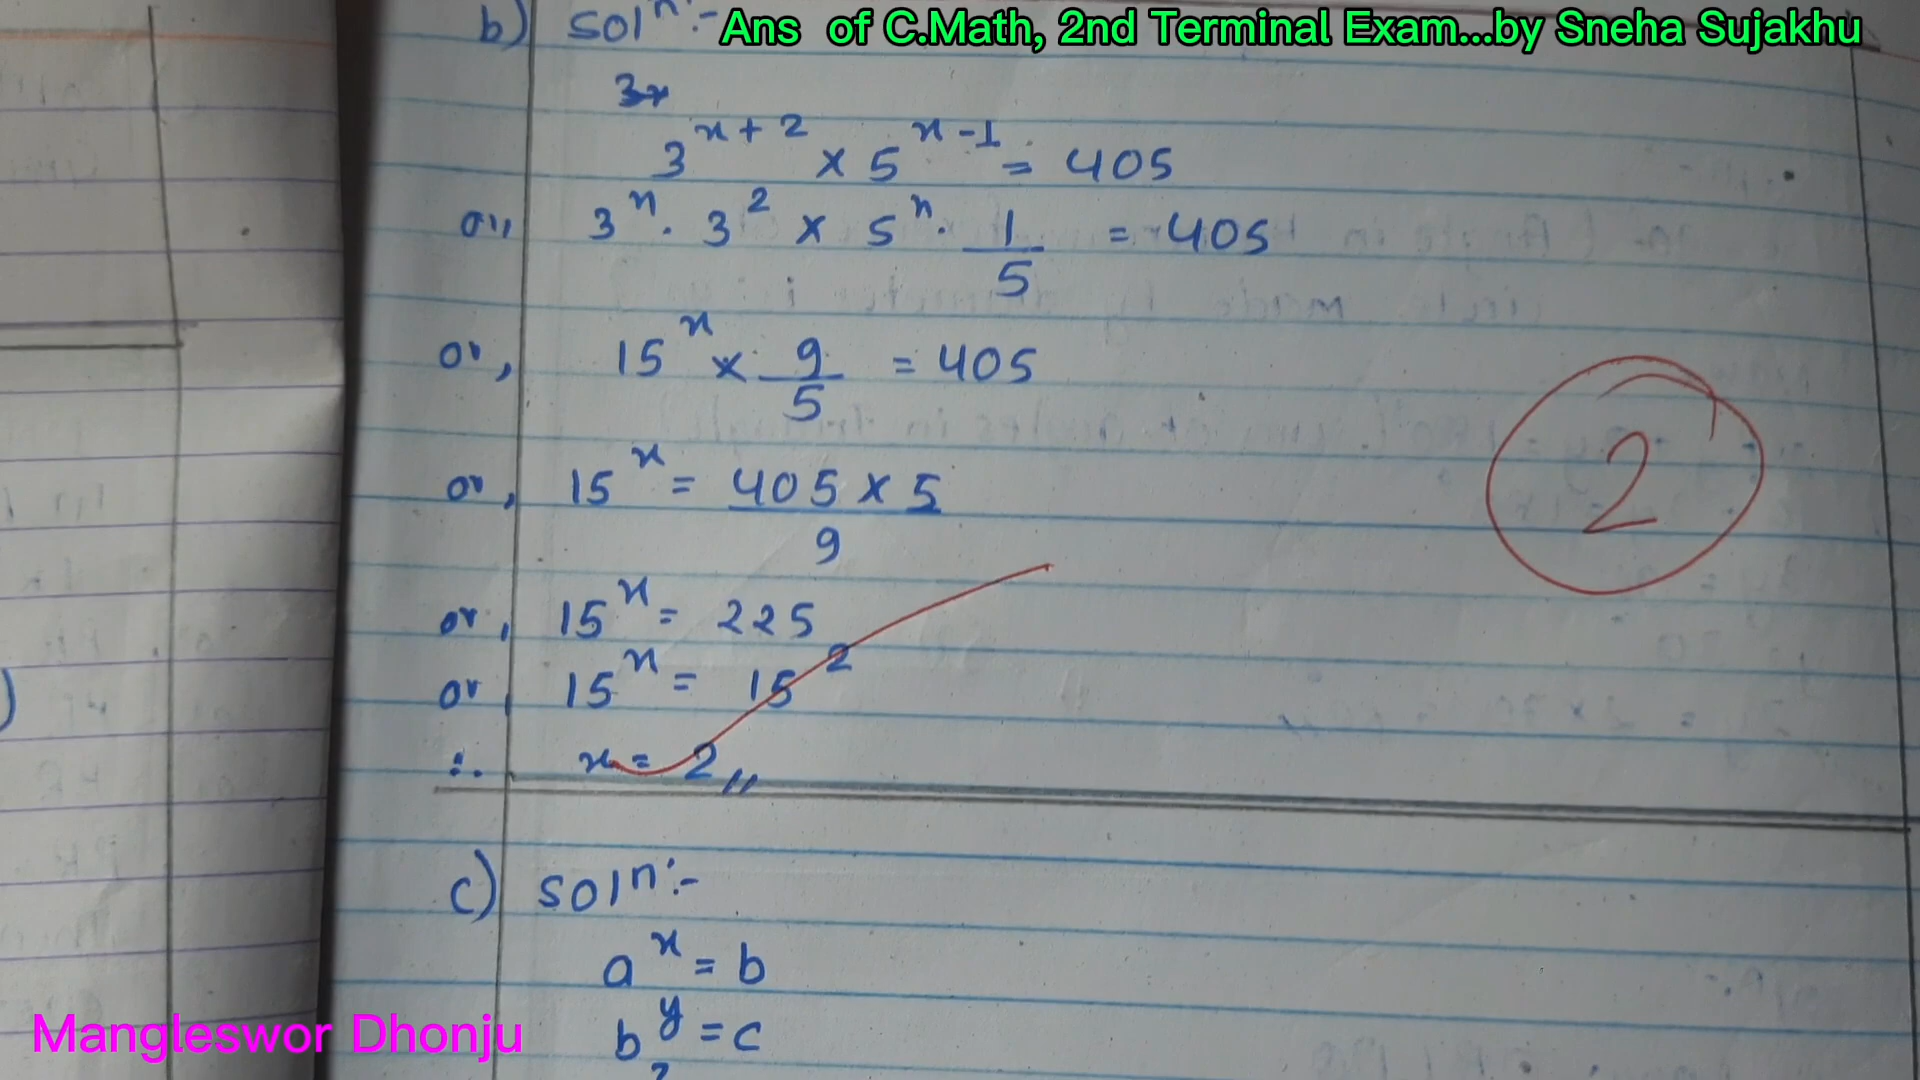 Ans of C.Math, 2nd Terminal Exam...by Sneha Sujakhu
b) Solⁿ:-
3x
3^(x+2) × 5^(x-1) = 405
or, 3^x . 3^2 × 5^x . 1/5 = 405
or, 15^x × 9/5 = 405
or, 15^x = (405 × 5)/9
or, 15^x = 225
or, 15^x = 15^2
∴ x = 2,,
2
c) Solⁿ:-
a^x = b
b^y = c
Mangleswor Dhonju